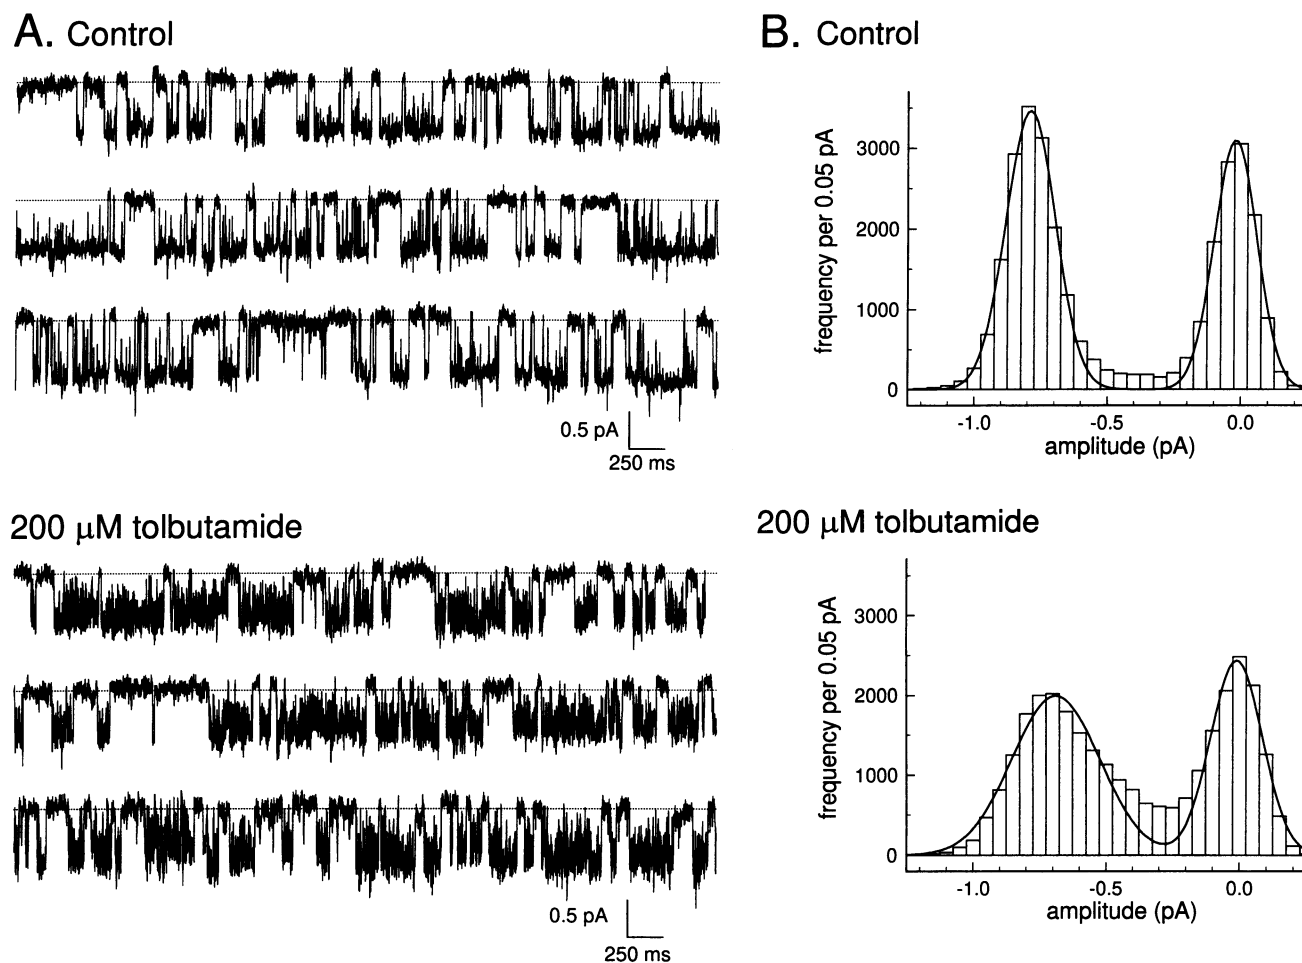 A. Control
0.5 pA
250 ms
200 µM tolbutamide
0.5 pA
250 ms
B. Control
frequency per 0.05 pA
3000
2000
1000
0
-1.0 -0.5 0.0
amplitude (pA)
200 µM tolbutamide
frequency per 0.05 pA
3000
2000
1000
0
-1.0 -0.5 0.0
amplitude (pA)